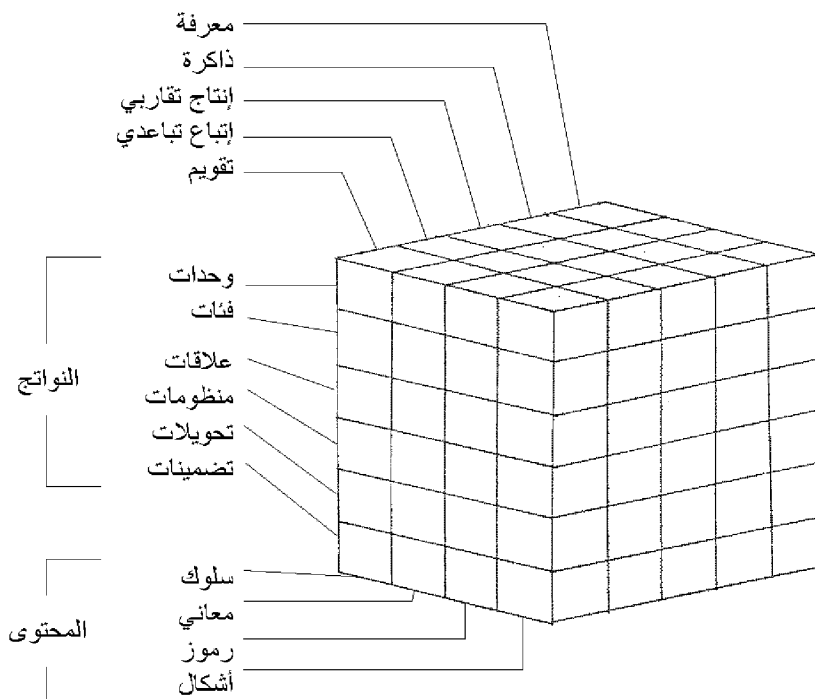 معرفة
ذاكرة
إنتاج تقاربي
إتباع تباعدي
تقويم
وحدات
فئات
علاقات
منظومات
تحويلات
تضمينات
النواتج
سلوك
معاني
رموز
أشكال
المحتوى